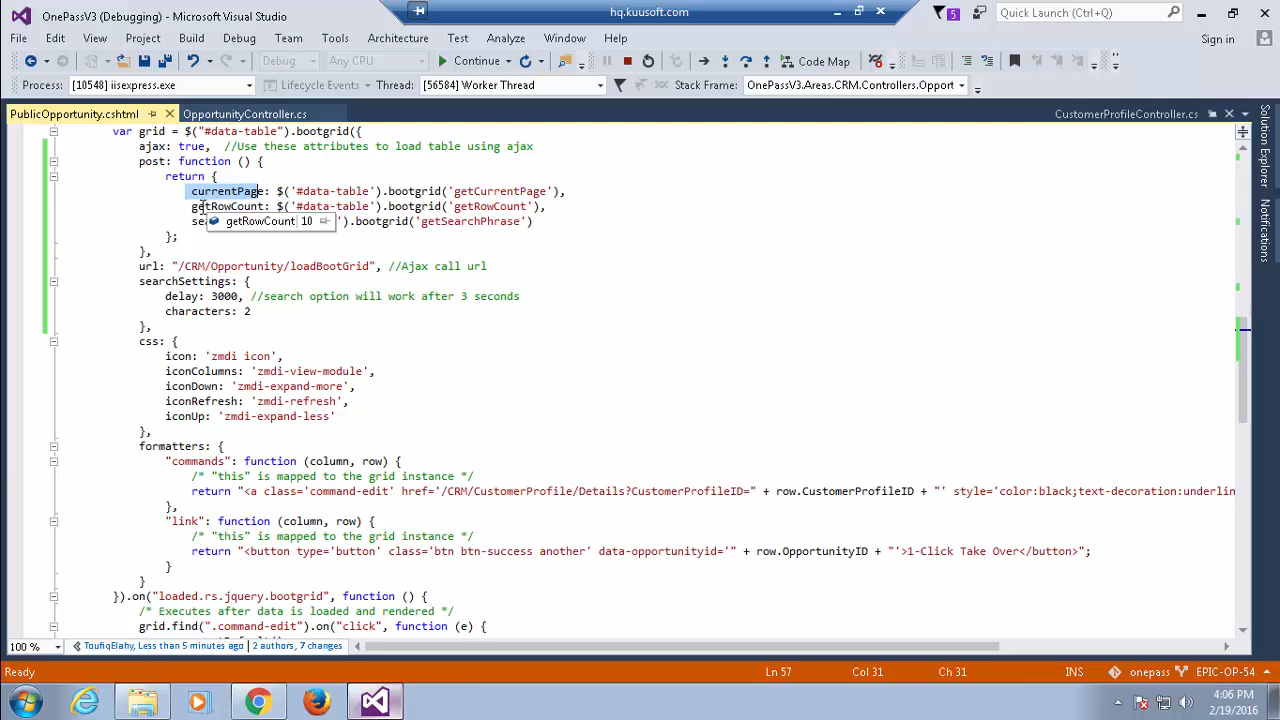 OnePassV3 (Debugging) - Microsoft Visual Studio
hq.kuusoft.com
5
Quick Launch (Ctrl+Q)
File Edit View Project Build Debug Team Tools Architecture Test Analyze Window Help
Sign in
Debug Any CPU Continue Code Map
Process: [10548] iisexpress.exe Lifecycle Events Thread: [56584] Worker Thread Stack Frame: OnePassV3.Areas.CRM.Controllers.Opport
PublicOpportunity.cshtml OpportunityController.cs CustomerProfileController.cs
var grid = $("#data-table").bootgrid({
ajax: true, //Use these attributes to load table using ajax
post: function () {
return {
currentPage: $('#data-table').bootgrid('getCurrentPage'),
getRowCount: $('#data-table').bootgrid('getRowCount'),
getRowCount 10
').bootgrid('getSearchPhrase')
};
},
url: "/CRM/Opportunity/loadBootGrid", //Ajax call url
searchSettings: {
delay: 3000, //search option will work after 3 seconds
characters: 2
},
css: {
icon: 'zmdi icon',
iconColumns: 'zmdi-view-module',
iconDown: 'zmdi-expand-more',
iconRefresh: 'zmdi-refresh',
iconUp: 'zmdi-expand-less'
},
formatters: {
"commands": function (column, row) {
/* "this" is mapped to the grid instance */
return "<a class='command-edit' href='/CRM/CustomerProfile/Details?CustomerProfileID=" + row.CustomerProfileID + "' style='color:black;text-decoration:underlin
},
"link": function (column, row) {
/* "this" is mapped to the grid instance */
return "<button type='button' class='btn btn-success another' data-opportunityid='" + row.OpportunityID + "'>1-Click Take Over</button>";
}
}
}).on("loaded.rs.jquery.bootgrid", function () {
/* Executes after data is loaded and rendered */
grid.find(".command-edit").on("click", function (e) {
100 % ToufiqElahy, Less than 5 minutes ago | 2 authors, 7 changes
Solution Explorer
Notifications
Ready Ln 57 Col 31 Ch 31 INS onepass EPIC-OP-54
4:06 PM
2/19/2016